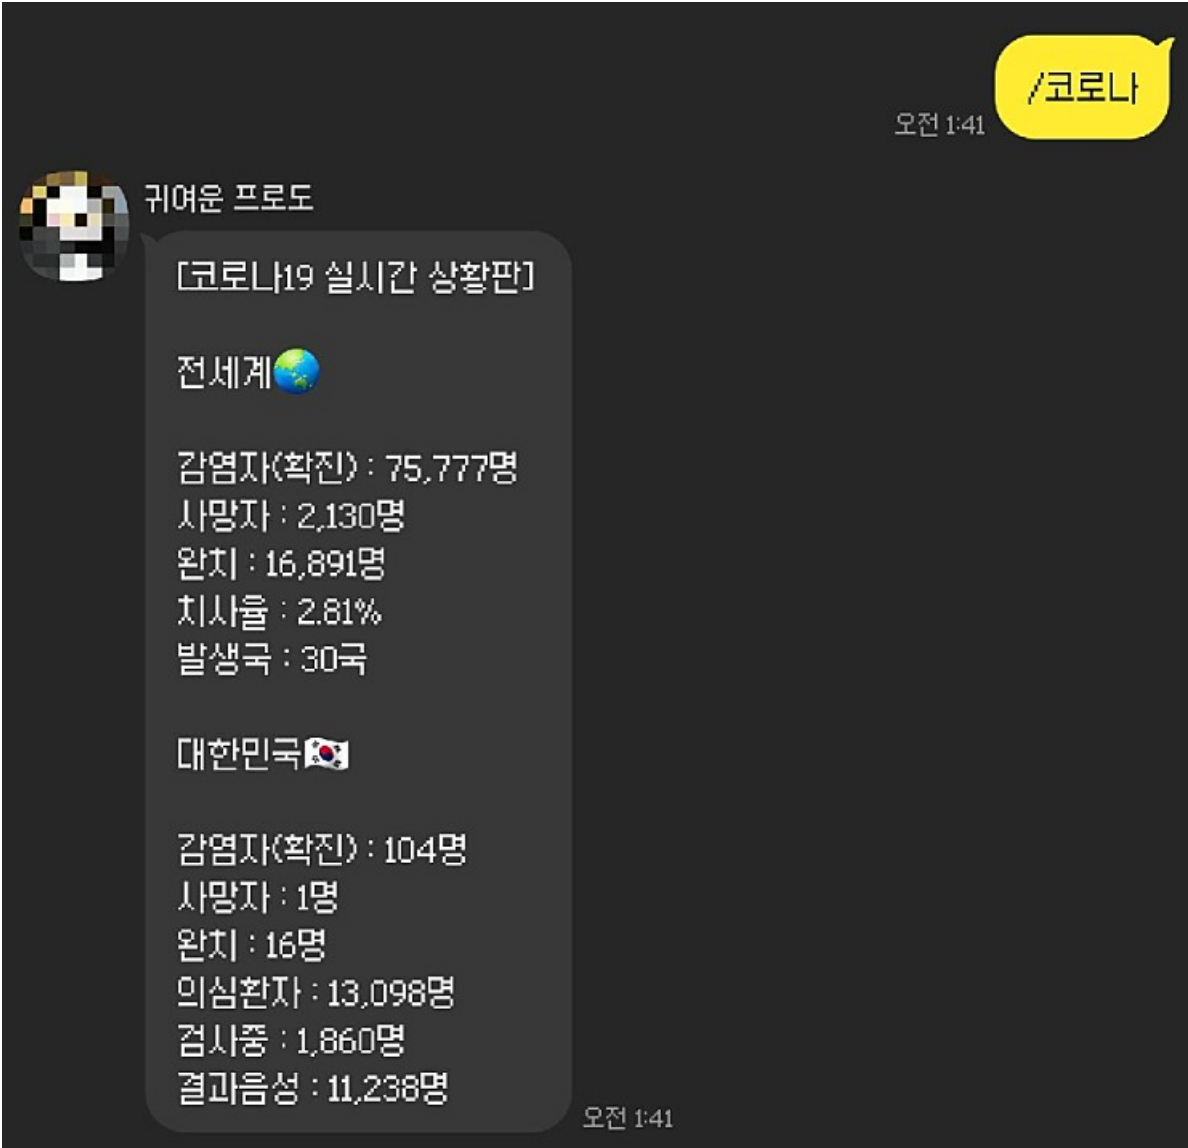 /코로나
오전 1:41
귀여운 프로도
[코로나19 실시간 상황판]
전세계🌏
감염자(확진) : 75,777명
사망자 : 2,130명
완치 : 16,891명
치사율 : 2.81%
발생국 : 30국
대한민국🇰🇷
감염자(확진) : 104명
사망자 : 1명
완치 : 16명
의심환자 : 13,098명
검사중 : 1,860명
결과음성 : 11,238명
오전 1:41